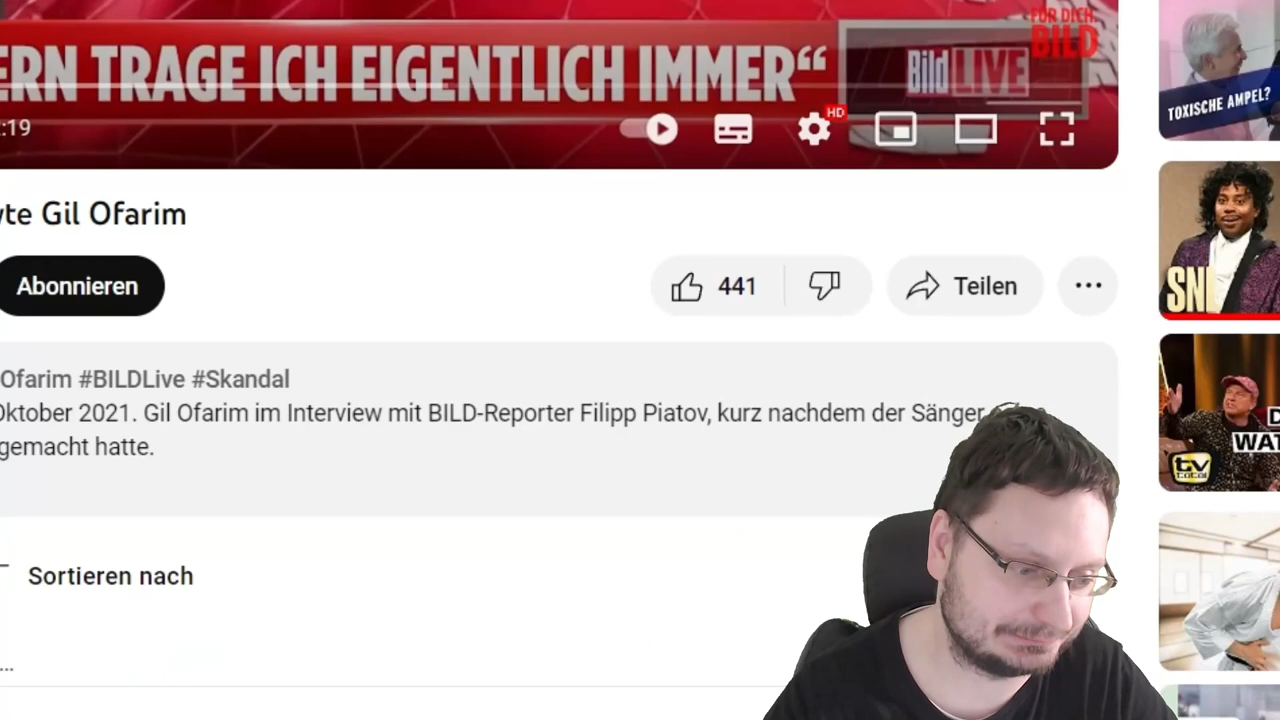 FÜR DICH.
BILD
ERN TRAGE ICH EIGENTLICH IMMER“
Bild LIVE
:19
HD
TOXISCHE AMPEL?
te Gil Ofarim
Abonnieren
441
Teilen
SNL
Ofarim #BILDLive #Skandal
Oktober 2021. Gil Ofarim im Interview mit BILD-Reporter Filipp Piatov, kurz nachdem der Sänger
gemacht hatte.
WAT
tv
total
Sortieren nach
...